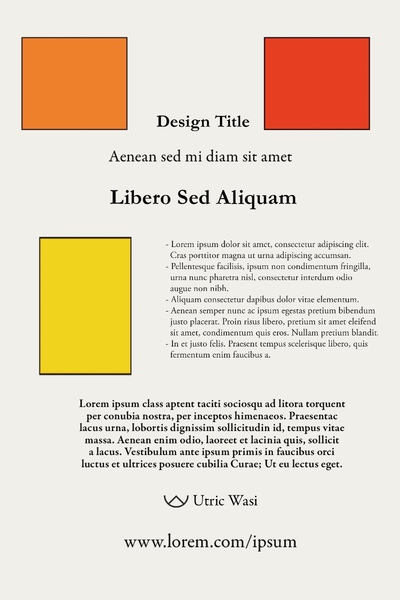 Design Title
Aenean sed mi diam sit amet
Libero Sed Aliquam
- Lorem ipsum dolor sit amet, consectetur adipiscing elit.
Cras porttitor magna ut urna adipiscing accumsan.
- Pellentesque facilisis, ipsum non condimentum fringilla,
urna nunc pharetra nisl, consectetur interdum odio
augue non nibh.
- Aliquam consectetur dapibus dolor vitae elementum.
- Aenean semper nunc ac ipsum egestas pretium bibendum
justo placerat. Proin risus libero, pretium sit amet eleifend
sit amet, condimentum quis eros. Nullam pretium blandit.
- In et justo felis. Praesent tempus scelerisque libero, quis
fermentum enim faucibus a.
Lorem ipsum class aptent taciti sociosqu ad litora torquent
per conubia nostra, per inceptos himenaeos. Praesentac
lacus urna, lobortis dignissim sollicitudin id, tempus vitae
massa. Aenean enim odio, laoreet et lacinia quis, sollicit
a lacus. Vestibulum ante ipsum primis in faucibus orci
luctus et ultrices posuere cubilia Curae; Ut eu lectus eget.
Utric Wasi
www.lorem.com/ipsum